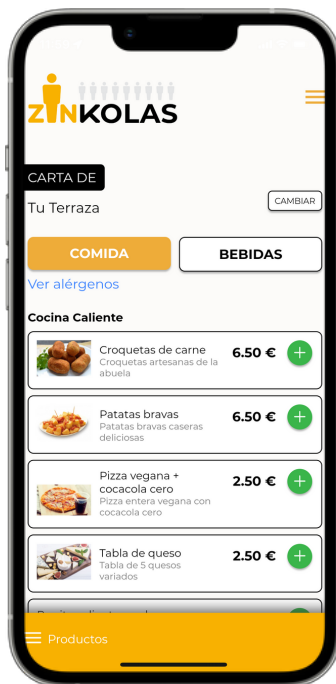 ZINKOLAS
CARTA DE
Tu Terraza
CAMBIAR
COMIDA
BEBIDAS
Ver alérgenos
Cocina Caliente
Croquetas de carne
6.50 €
Croquetas artesanas de la
abuela
Patatas bravas
6.50 €
Patatas bravas caseras
deliciosas
Pizza vegana +
cocacola cero
2.50 €
Pizza entera vegana con
cocacola cero
Tabla de queso
2.50 €
Tabla de 5 quesos
variados
Productos